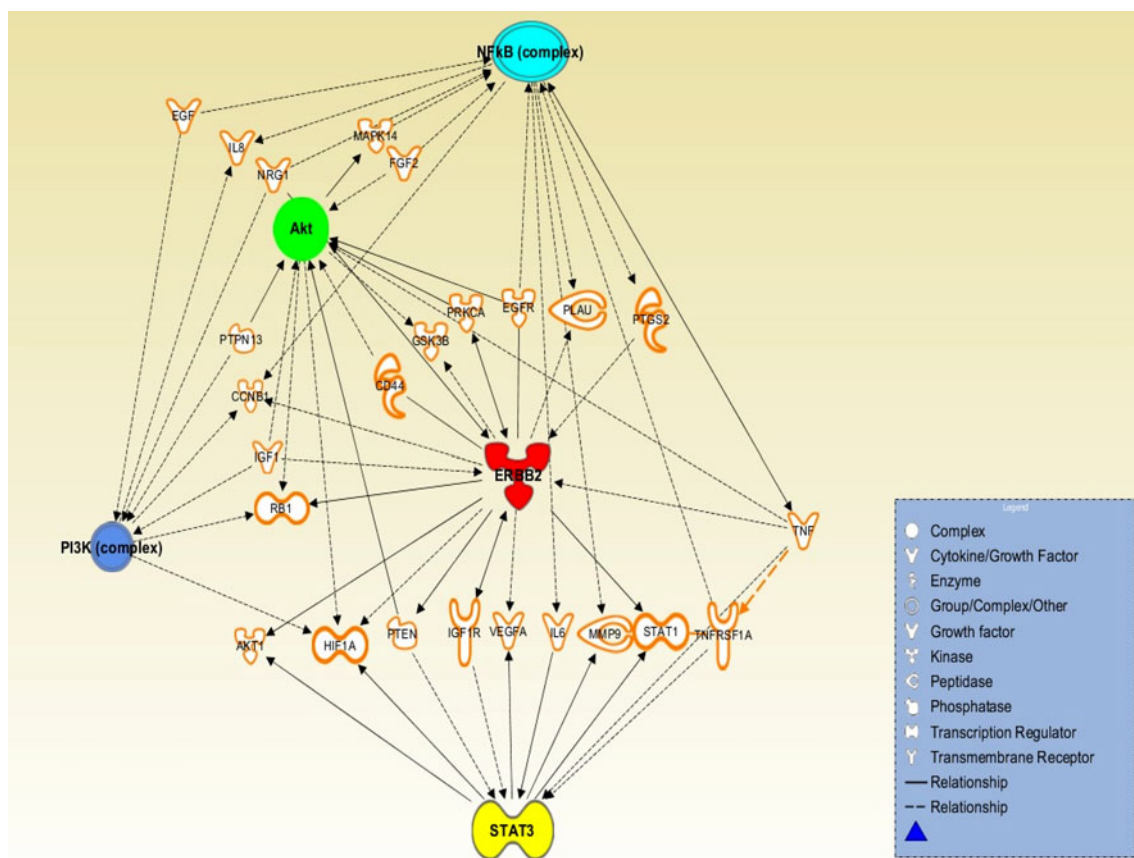 NFkB (complex)
EGF
MAPK14
IL8
FGF2
NRG1
Akt
EGFR
PRKCA
PLAU
PTGS2
PTPN13
GSK3B
CD44
CCNB1
IGF1
ERBB2
RB1
TNF
PI3K (complex)
AKT1
HIF1A
PTEN
IGF1R
VEGFA
IL6
MMP9
STAT1
TNFRSF1A
STAT3
Legend
Complex
Cytokine/Growth Factor
Enzyme
Group/Complex/Other
Growth factor
Kinase
Peptidase
Phosphatase
Transcription Regulator
Transmembrane Receptor
Relationship
Relationship